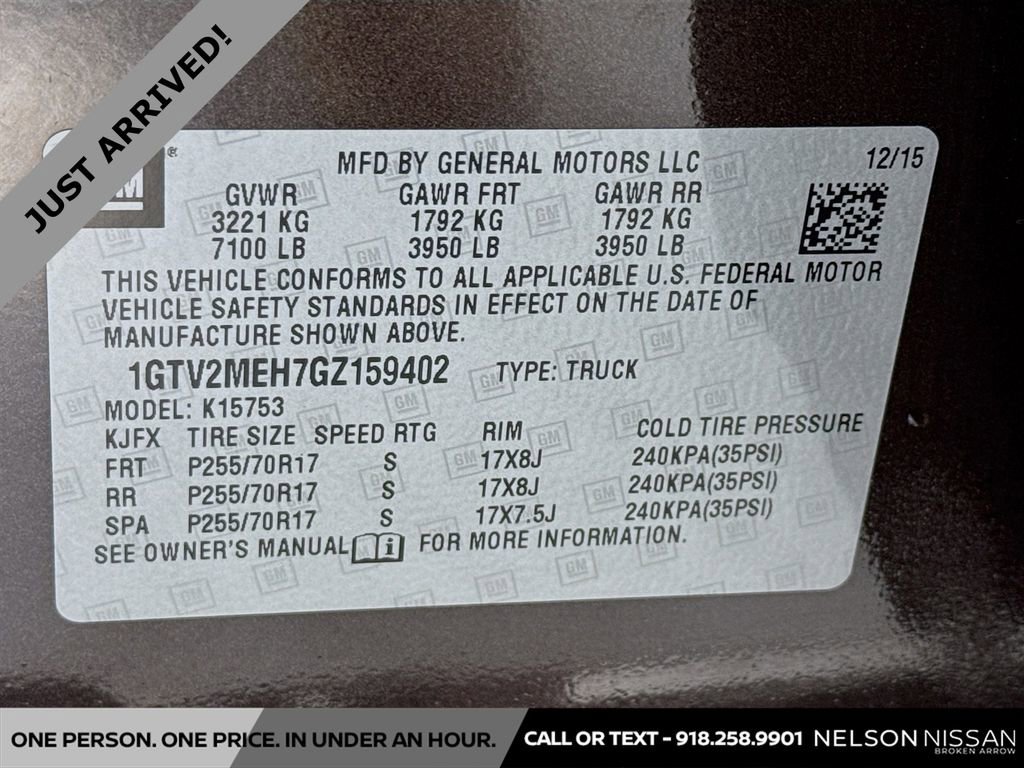 JUST ARRIVED!
GM ®
MFD BY GENERAL MOTORS LLC 12/15
GVWR GAWR FRT GAWR RR
3221 KG 1792 KG 1792 KG
7100 LB 3950 LB 3950 LB
THIS VEHICLE CONFORMS TO ALL APPLICABLE U.S. FEDERAL MOTOR
VEHICLE SAFETY STANDARDS IN EFFECT ON THE DATE OF
MANUFACTURE SHOWN ABOVE.
1GTV2MEH7GZ159402 TYPE: TRUCK
MODEL: K15753
KJFX TIRE SIZE SPEED RTG RIM COLD TIRE PRESSURE
FRT P255/70R17 S 17X8J 240KPA(35PSI)
RR P255/70R17 S 17X8J 240KPA(35PSI)
SPA P255/70R17 S 17X7.5J 240KPA(35PSI)
SEE OWNER'S MANUAL i FOR MORE INFORMATION.
ONE PERSON. ONE PRICE. IN UNDER AN HOUR. CALL OR TEXT - 918.258.9901 NELSON NISSAN
BROKEN ARROW